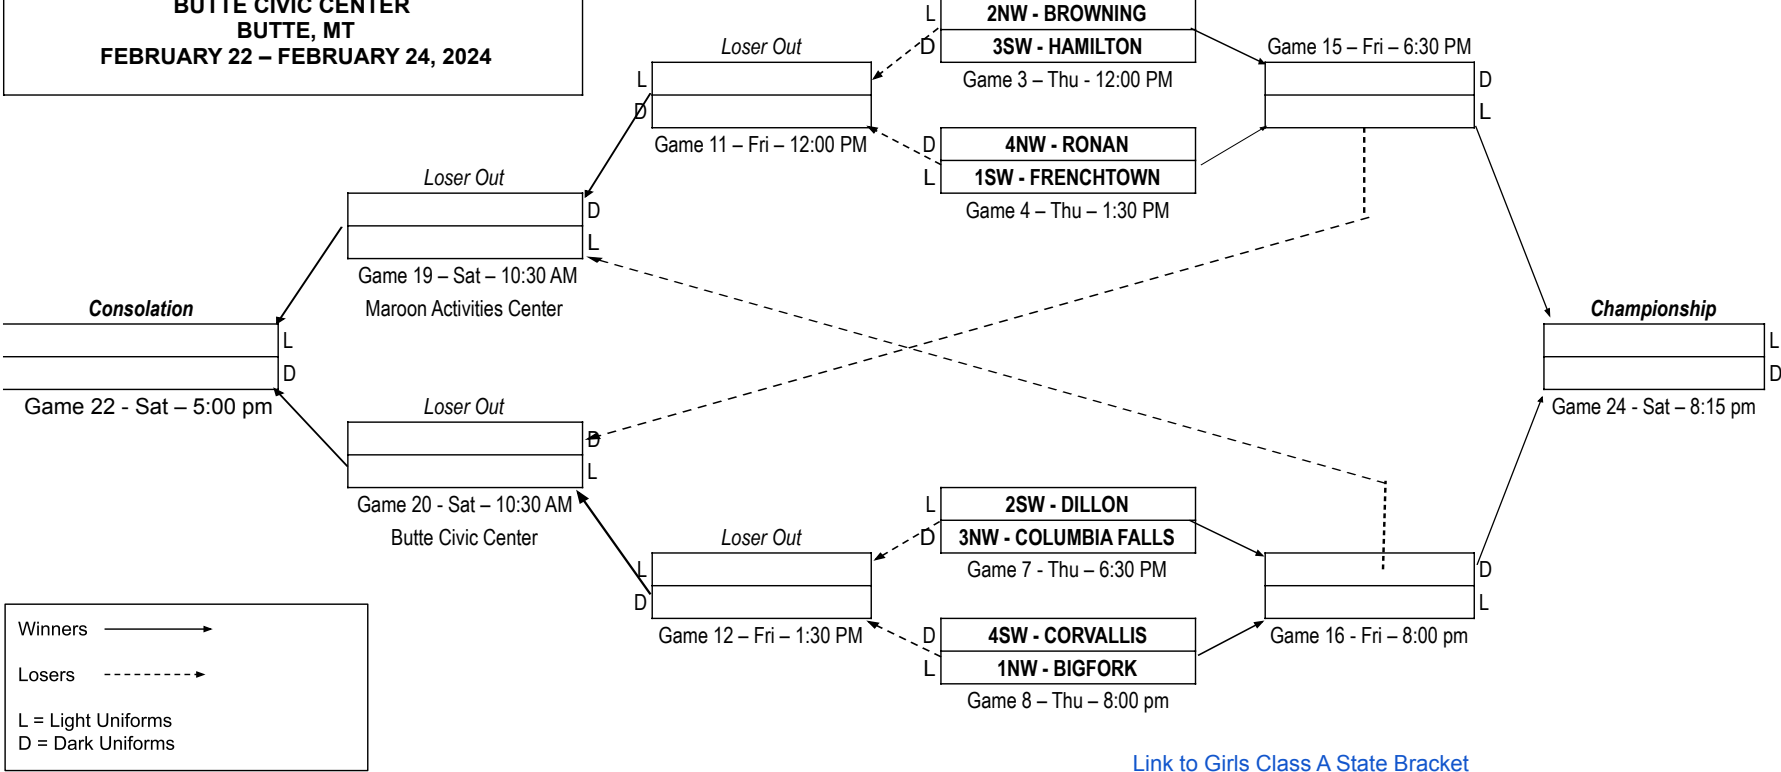 BUTTE CIVIC CENTER
BUTTE, MT
FEBRUARY 22 – FEBRUARY 24, 2024
L
2NW - BROWNING
D
3SW - HAMILTON
Game 3 – Thu - 12:00 PM
Loser Out
L
D
Game 11 – Fri – 12:00 PM
D
4NW - RONAN
L
1SW - FRENCHTOWN
Game 4 – Thu – 1:30 PM
Game 15 – Fri – 6:30 PM
D
L
Loser Out
D
L
Game 19 – Sat – 10:30 AM
Maroon Activities Center
Consolation
L
D
Game 22 - Sat – 5:00 pm
Championship
L
D
Game 24 - Sat – 8:15 pm
Loser Out
D
L
Game 20 - Sat – 10:30 AM
Butte Civic Center
L
2SW - DILLON
D
3NW - COLUMBIA FALLS
Game 7 - Thu – 6:30 PM
Loser Out
L
D
Game 12 – Fri – 1:30 PM
D
4SW - CORVALLIS
L
1NW - BIGFORK
Game 8 – Thu – 8:00 pm
D
L
Game 16 - Fri – 8:00 pm
Winners
Losers
L = Light Uniforms
D = Dark Uniforms
Link to Girls Class A State Bracket